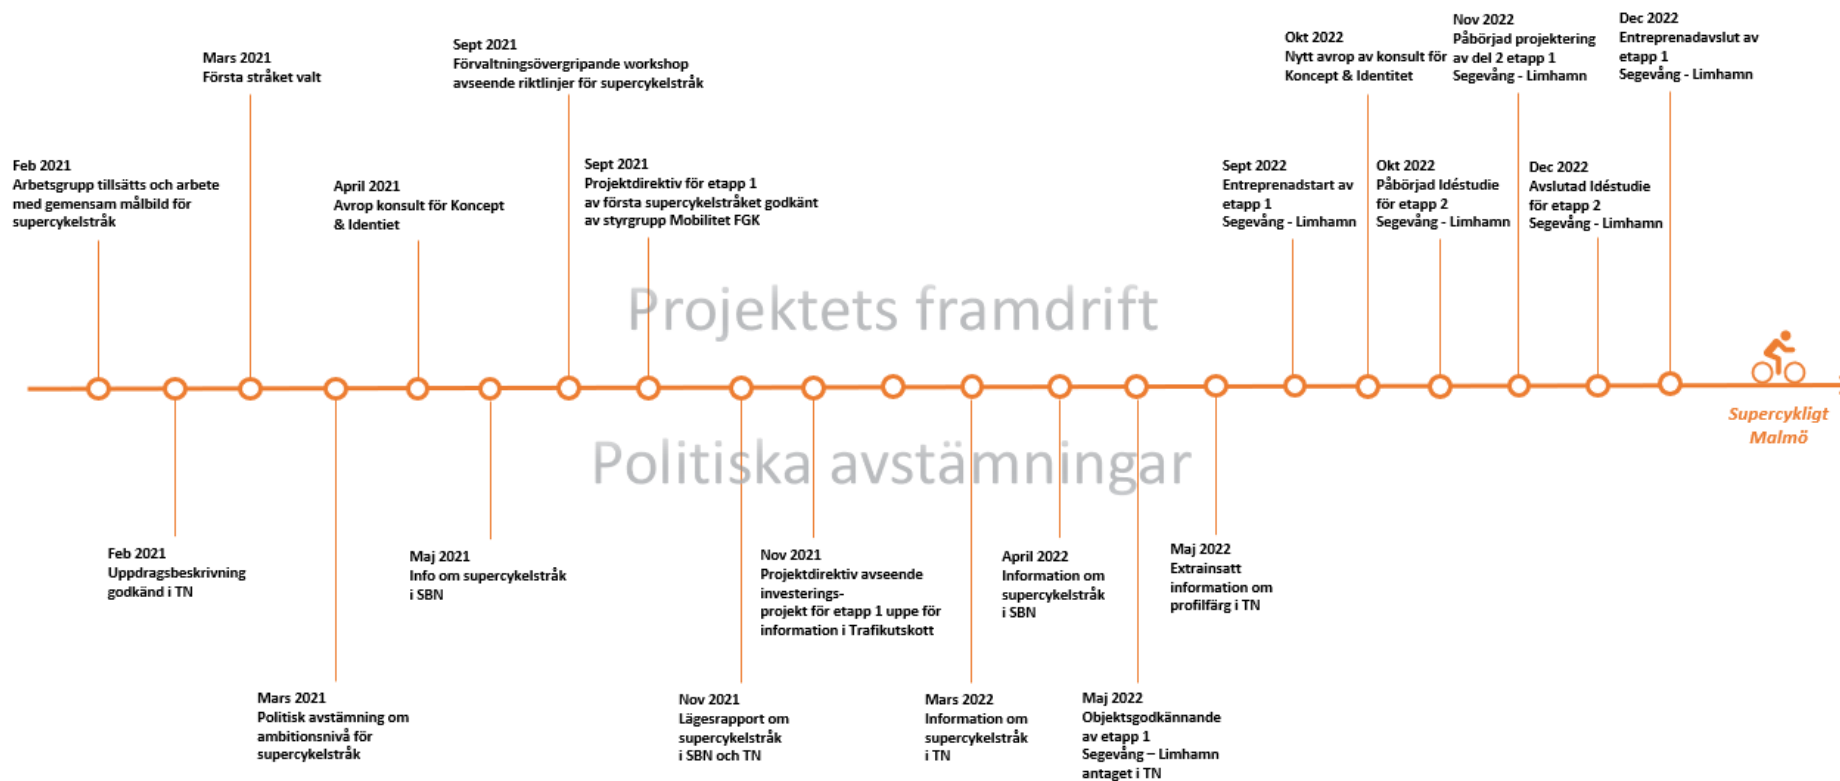 Feb 2021
Arbetsgrupp tillsätts och arbete
med gemensam målbild för
supercykelstråk
Mars 2021
Första stråket valt
April 2021
Avrop konsult för Koncept
& Identiet
Sept 2021
Förvaltningsövergripande workshop
avseende riktlinjer för supercykelstråk
Sept 2021
Projektdirektiv för etapp 1
av första supercykelstråket godkänt
av styrgrupp Mobilitet FGK
Sept 2022
Entreprenadstart av
etapp 1
Segevång - Limhamn
Okt 2022
Nytt avrop av konsult för
Koncept & Identitet
Okt 2022
Påbörjad Idéstudie
för etapp 2
Segevång - Limhamn
Nov 2022
Påbörjad projektering
av del 2 etapp 1
Segevång - Limhamn
Dec 2022
Avslutad Idéstudie
för etapp 2
Segevång - Limhamn
Dec 2022
Entreprenadavslut av
etapp 1
Segevång - Limhamn
Projektets framdrift
Supercykligt
Malmö
Politiska avstämningar
Feb 2021
Uppdragsbeskrivning
godkänd i TN
Mars 2021
Politisk avstämning om
ambitionsnivå för
supercykelstråk
Maj 2021
Info om supercykelstråk
i SBN
Nov 2021
Lägesrapport om
supercykelstråk
i SBN och TN
Nov 2021
Projektdirektiv avseende
investerings-
projekt för etapp 1 uppe för
information i Trafikutskott
Mars 2022
Information om
supercykelstråk
i TN
April 2022
Information om
supercykelstråk
i SBN
Maj 2022
Objektsgodkännande
av etapp 1
Segevång – Limhamn
antaget i TN
Maj 2022
Extrainsatt
information om
profilfärg i TN